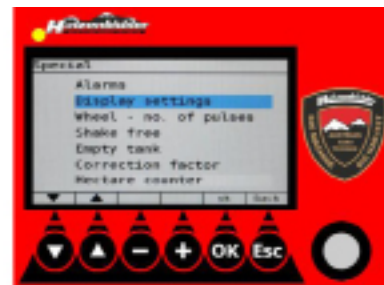 Special
Alarms
Display settings
Wheel - no. of pulses
Shake free
Empty tank
Correction factor
Hectare counter
OK Back
OK Esc